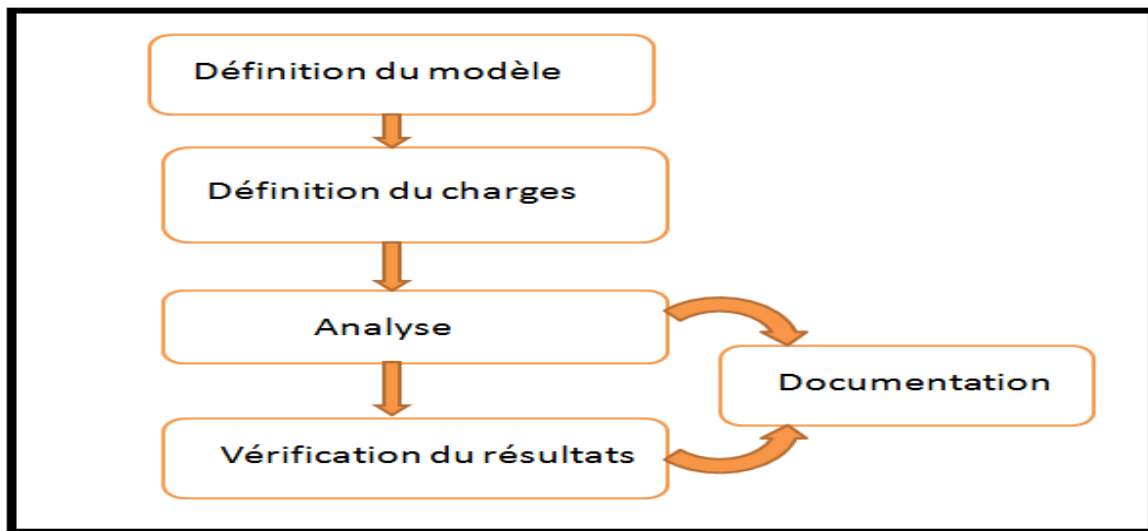 Définition du modèle
Définition du charges
Analyse
Documentation
Vérification du résultats